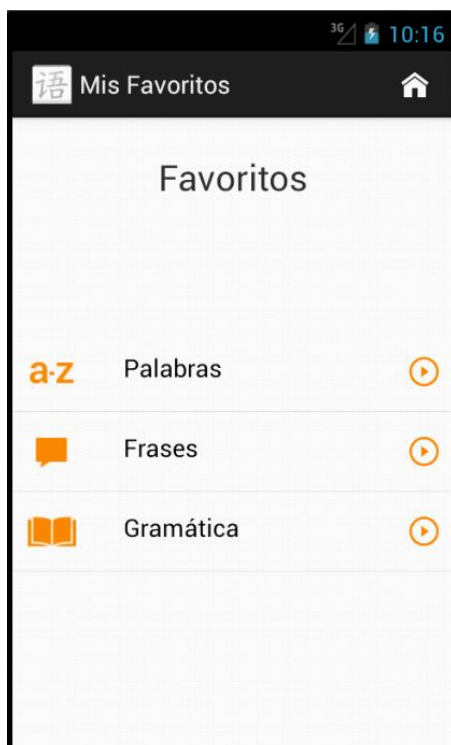 3G 10:16
语 Mis Favoritos
Favoritos
a-z Palabras
Frases
Gramática